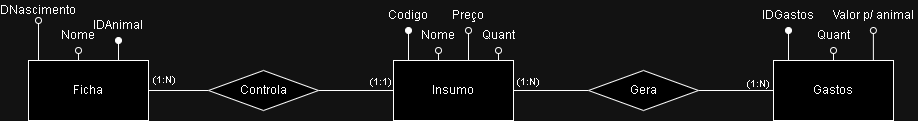 DNascimento
IDAnimal
Nome
Codigo
Preço
Nome
Quant
IDGastos
Valor p/ animal
Quant
Ficha
(1:N)
Controla
(1:1)
Insumo
(1:N)
Gera
(1:N)
Gastos